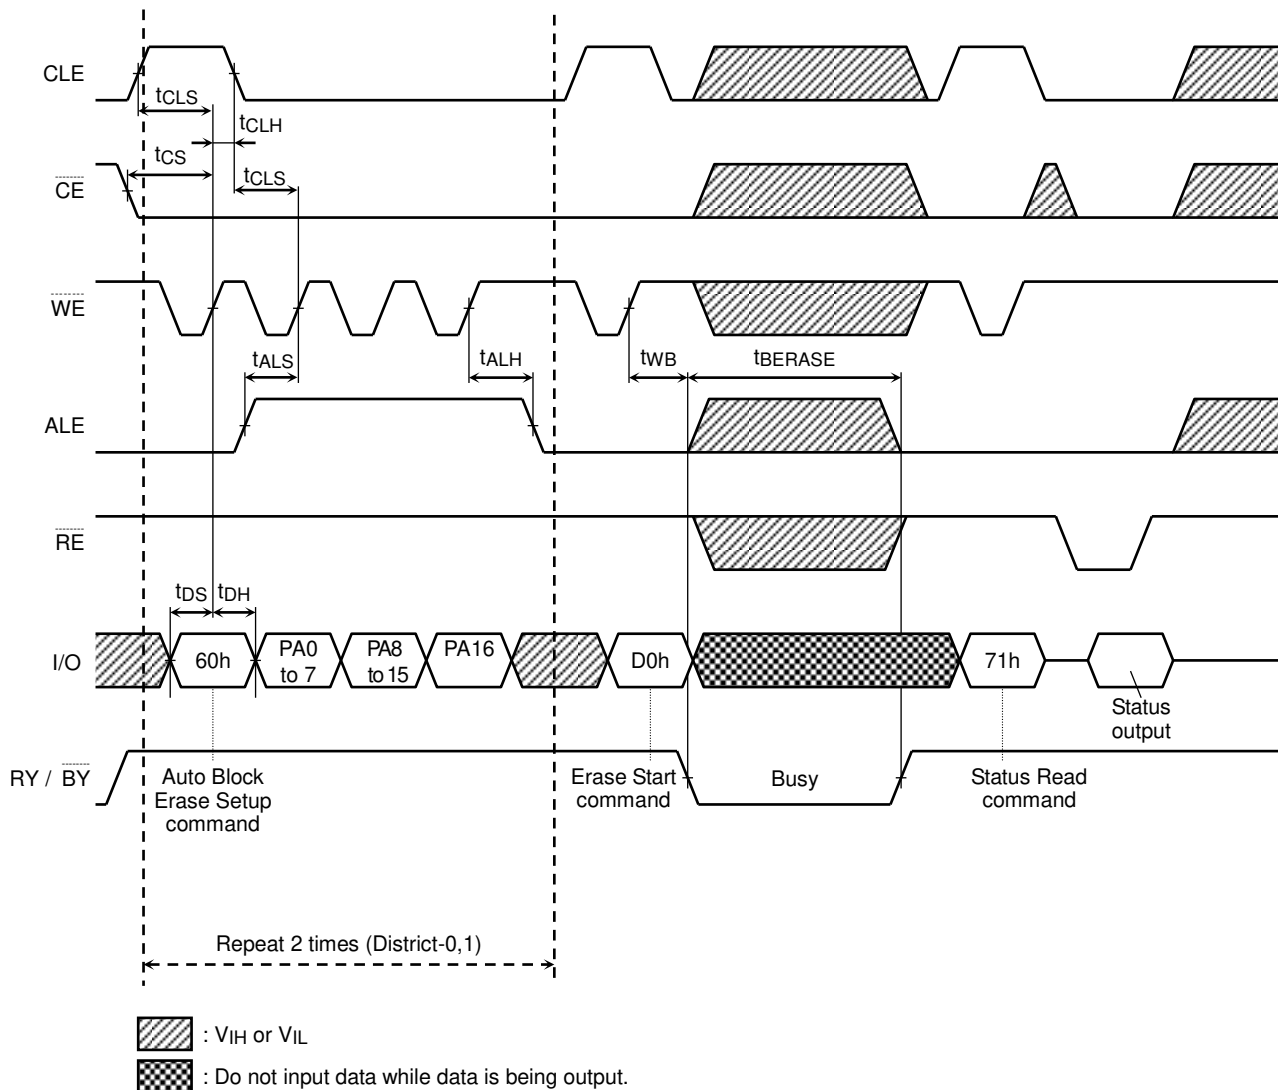 CLE
tCLS
tCLH
tCS
CE
tCLS
WE
tALS
tALH
tWB
tBERASE
ALE
RE
tDS
tDH
I/O
60h
PA0
to 7
PA8
to 15
PA16
D0h
71h
Status
output
RY / BY
Auto Block
Erase Setup
command
Erase Start
command
Busy
Status Read
command
Repeat 2 times (District-0,1)
: VIH or VIL
: Do not input data while data is being output.